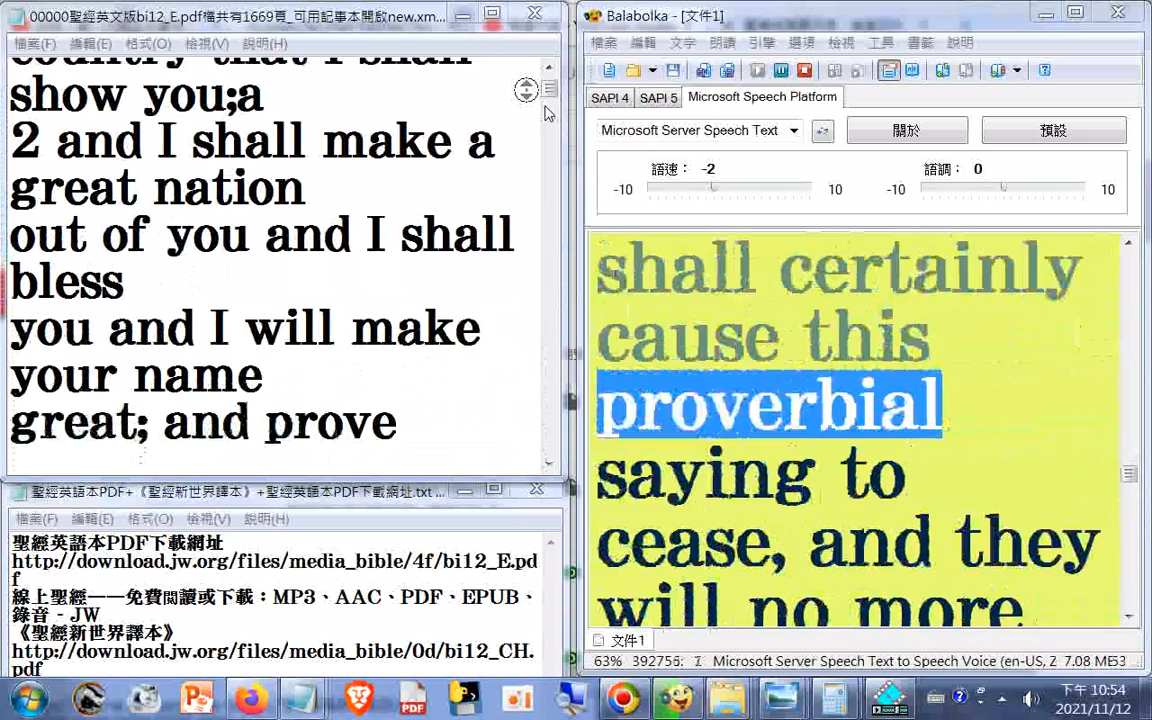 00000聖經英文版bi12_E.pdf檔共有1669頁_可用記事本開啟new.xm...
檔案(F) 編輯(E) 格式(O) 檢視(V) 說明(H)
country that I shall
show you;a
2 and I shall make a
great nation
out of you and I shall
bless
you and I will make
your name
great; and prove
聖經英語本PDF+《聖經新世界譯本》+聖經英語本PDF下載網址.txt ...
檔案(F) 編輯(E) 格式(O) 檢視(V) 說明(H)
聖經英語本PDF下載網址
http://download.jw.org/files/media_bible/4f/bi12_E.pd
f
線上聖經——免費閱讀或下載：MP3、AAC、PDF、EPUB、
錄音 - JW
《聖經新世界譯本》
http://download.jw.org/files/media_bible/0d/bi12_CH.
pdf
Balabolka - [文件1]
檔案 編輯 文字 朗讀 引擎 選項 檢視 工具 書籤 說明
SAPI 4 SAPI 5 Microsoft Speech Platform
Microsoft Server Speech Text 關於 預設
語速： -2 語調： 0
-10 10 -10 10
shall certainly
cause this
proverbial
saying to
cease, and they
will no more
文件1
63% 392756: Microsoft Server Speech Text to Speech Voice (en-US, Z 7.08 ME53
下午 10:54
2021/11/12